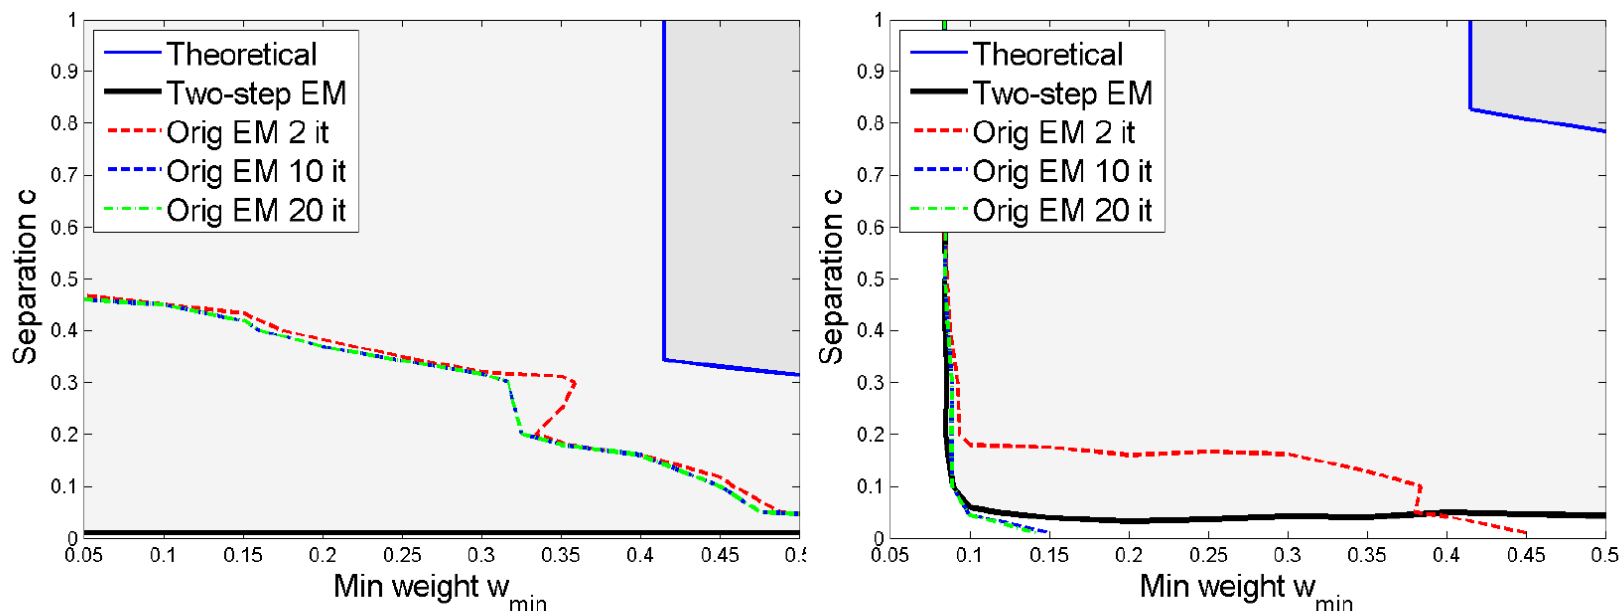 1
0.9
0.8
0.7
0.6
0.5
0.4
0.3
0.2
0.1
0
Separation c
Theoretical
Two-step EM
Orig EM 2 it
Orig EM 10 it
Orig EM 20 it
0.05 0.1 0.15 0.2 0.25 0.3 0.35 0.4 0.45 0.5
Min weight w_min
1
0.9
0.8
0.7
0.6
0.5
0.4
0.3
0.2
0.1
0
Separation c
Theoretical
Two-step EM
Orig EM 2 it
Orig EM 10 it
Orig EM 20 it
0.05 0.1 0.15 0.2 0.25 0.3 0.35 0.4 0.45 0.5
Min weight w_min